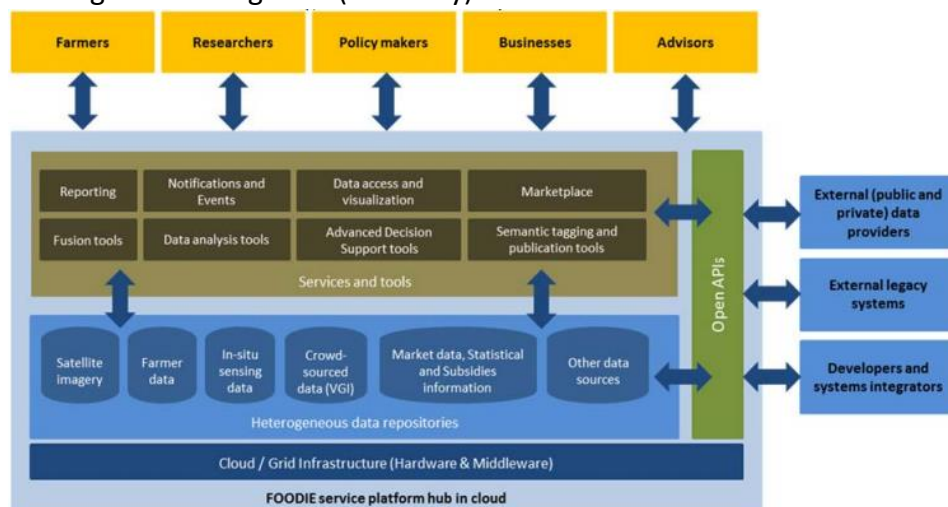 Farmers
Researchers
Policy makers
Businesses
Advisors
Reporting
Notifications and
Events
Data access and
visualization
Marketplace
Fusion tools
Data analysis tools
Advanced Decision
Support tools
Semantic tagging and
publication tools
Services and tools
Satellite
imagery
Farmer
data
In-situ
sensing
data
Crowd-
sourced
data (VGI)
Market data, Statistical
and Subsidies
information
Other data
sources
Heterogeneous data repositories
Open APIs
External (public and
private) data
providers
External legacy
systems
Developers and
systems integrators
Cloud / Grid Infrastructure (Hardware & Middleware)
FOODIE service platform hub in cloud